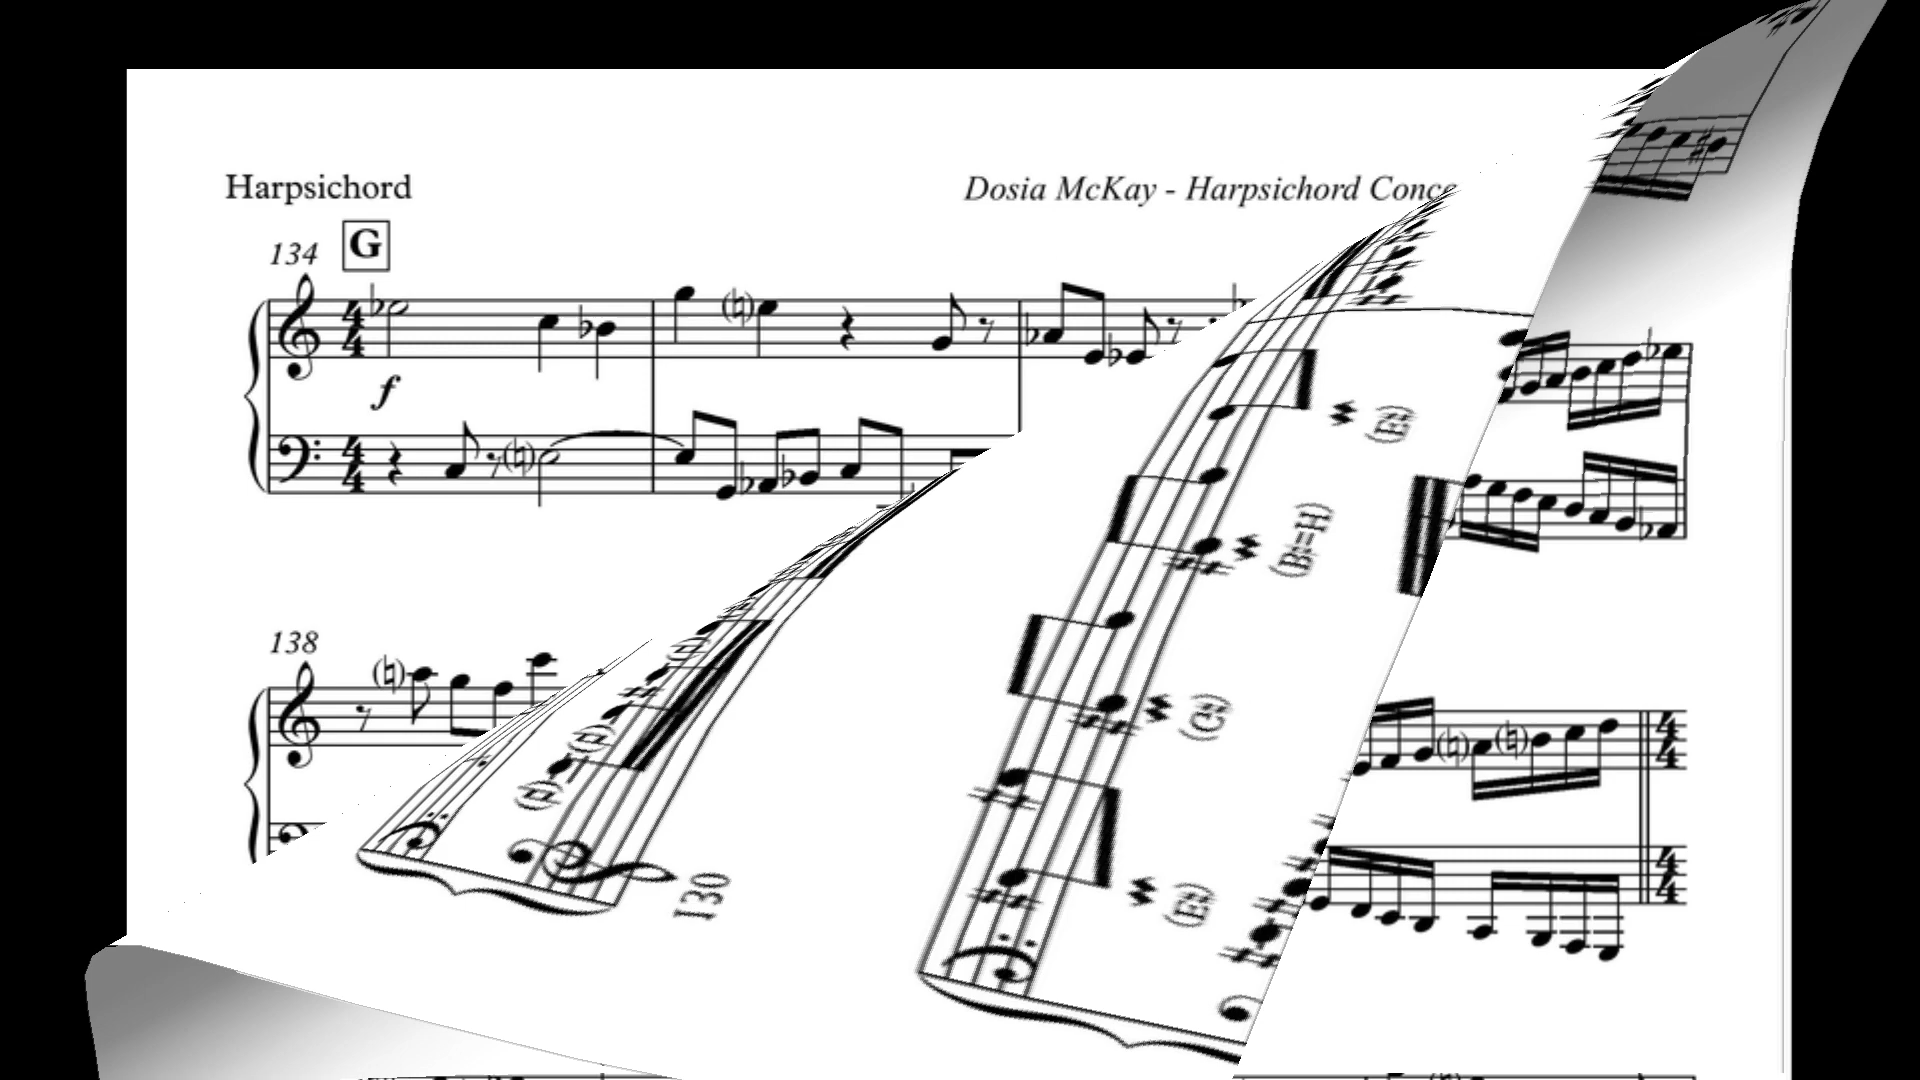 Harpsichord
Dosia McKay - Harpsichord Conce
134 G
f
138
130
(E♮)
(B♮=H)
(G♮)
(E♮)